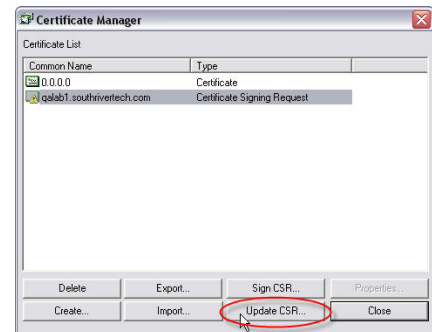 Certificate Manager
Certificate List
Common Name Type
0.0.0.0 Certificate
qalab1.southrivertech.com Certificate Signing Request
Delete Export... Sign CSR... Properties...
Create... Import... Update CSR... Close